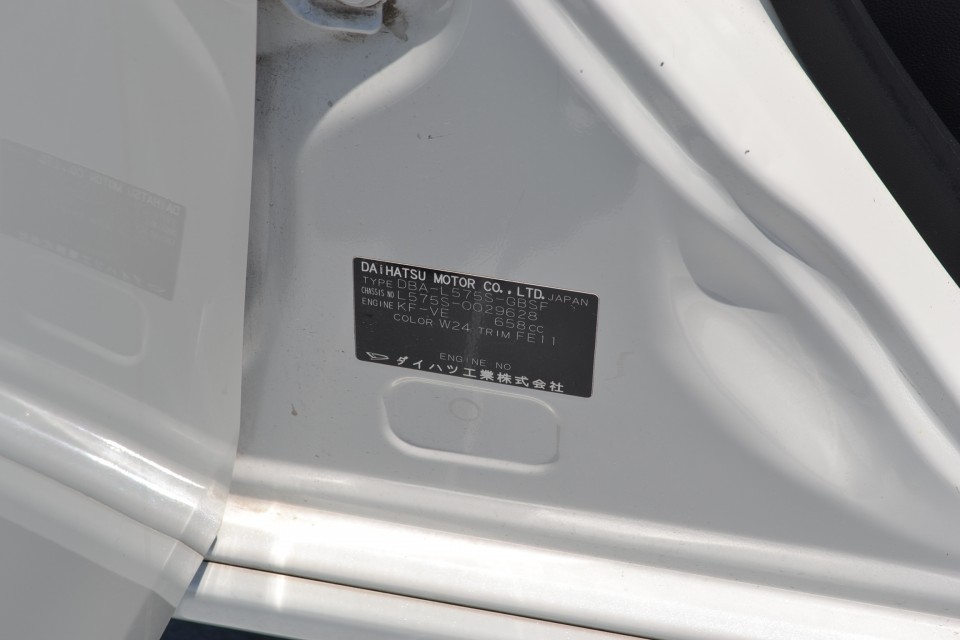 DAiHATSU MOTOR CO., LTD. JAPAN
TYPE DBA-L575S-GBSF
CHASSIS NO L575S-0029628
ENGINE KF-VE 658CC
COLOR W24 TRIM FE11
ENGINE NO
ダイハツ工業株式会社